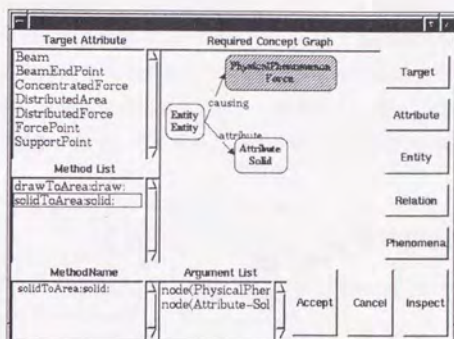 Target Attribute
Required Concept Graph
Beam
BeamEndPoint
ConcentratedForce
DistributedArea
DistributedForce
ForcePoint
SupportPoint
PhysicalPhenomenon
Force
causing
Entity
Entity
attribute
Attribute
Solid
Target
Attribute
Entity
Relation
Phenomena
Method List
drawToArea:draw:
solidToArea:solid:
MethodName
solidToArea:solid:
Argument List
node(PhysicalPher
node(Attribute-Sol
Accept
Cancel
Inspect